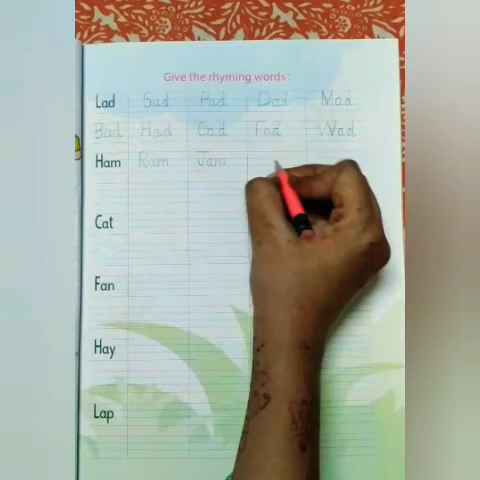 Give the rhyming words :
Lad Sad Pad Dad Mad
Bad Had Cad Fad Wad
Ham Ram Jam
Cat
Fan
Hay
Lap